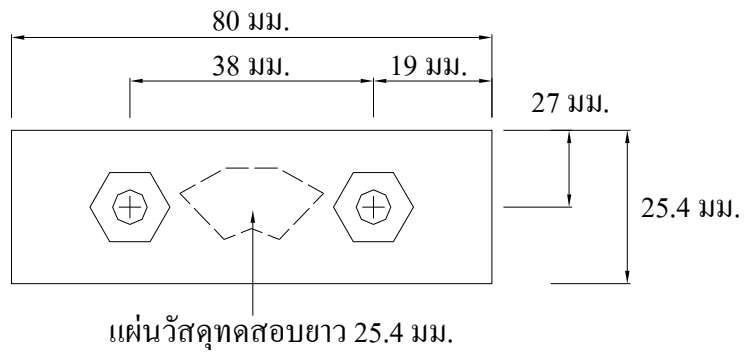 80 มม.
38 มม.
19 มม.
27 มม.
25.4 มม.
แผ่นวัสดุทดสอบยาว 25.4 มม.